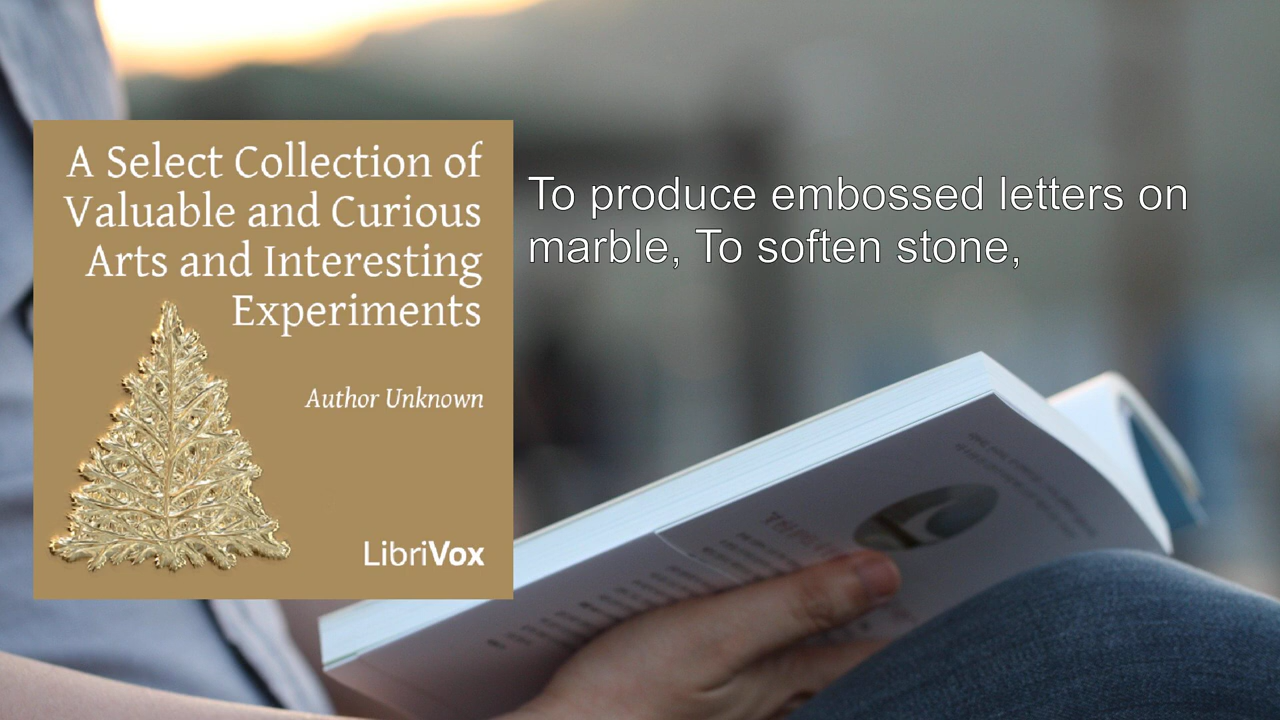 A Select Collection of
Valuable and Curious
Arts and Interesting
Experiments
Author Unknown
LibriVox
To produce embossed letters on
marble, To soften stone,